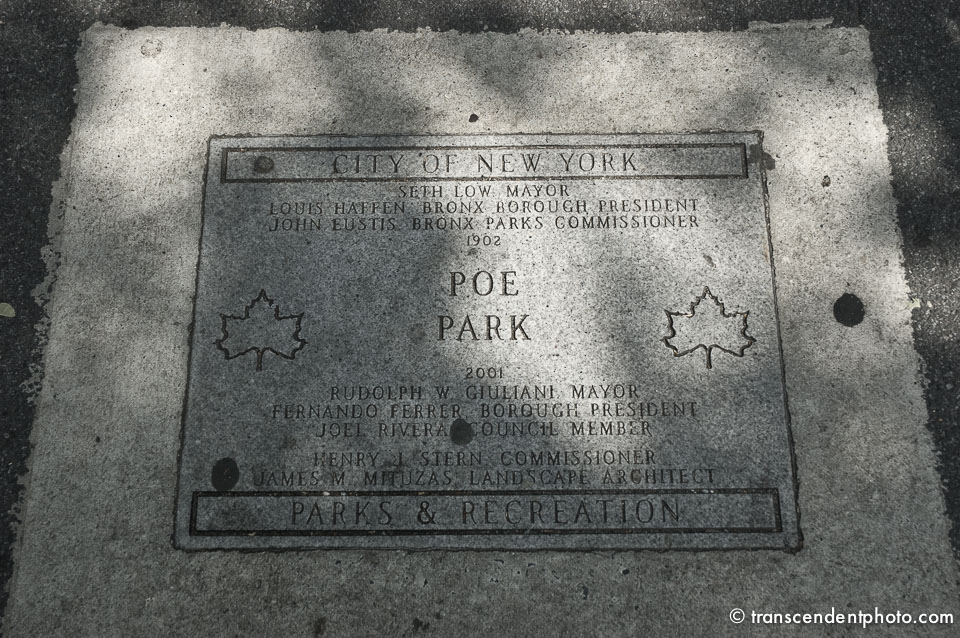 CITY OF NEW YORK
SETH LOW, MAYOR
LOUIS HAFFEN, BRONX BOROUGH PRESIDENT
JOHN EUSTIS, BRONX PARKS COMMISSIONER
1902
POE
PARK
2001
RUDOLPH W. GIULIANI, MAYOR
FERNANDO FERRER, BOROUGH PRESIDENT
JOEL RIVERA, COUNCIL MEMBER
HENRY J. STERN, COMMISSIONER
JAMES M. MITUZAS, LANDSCAPE ARCHITECT
PARKS & RECREATION
© transcendentphoto.com